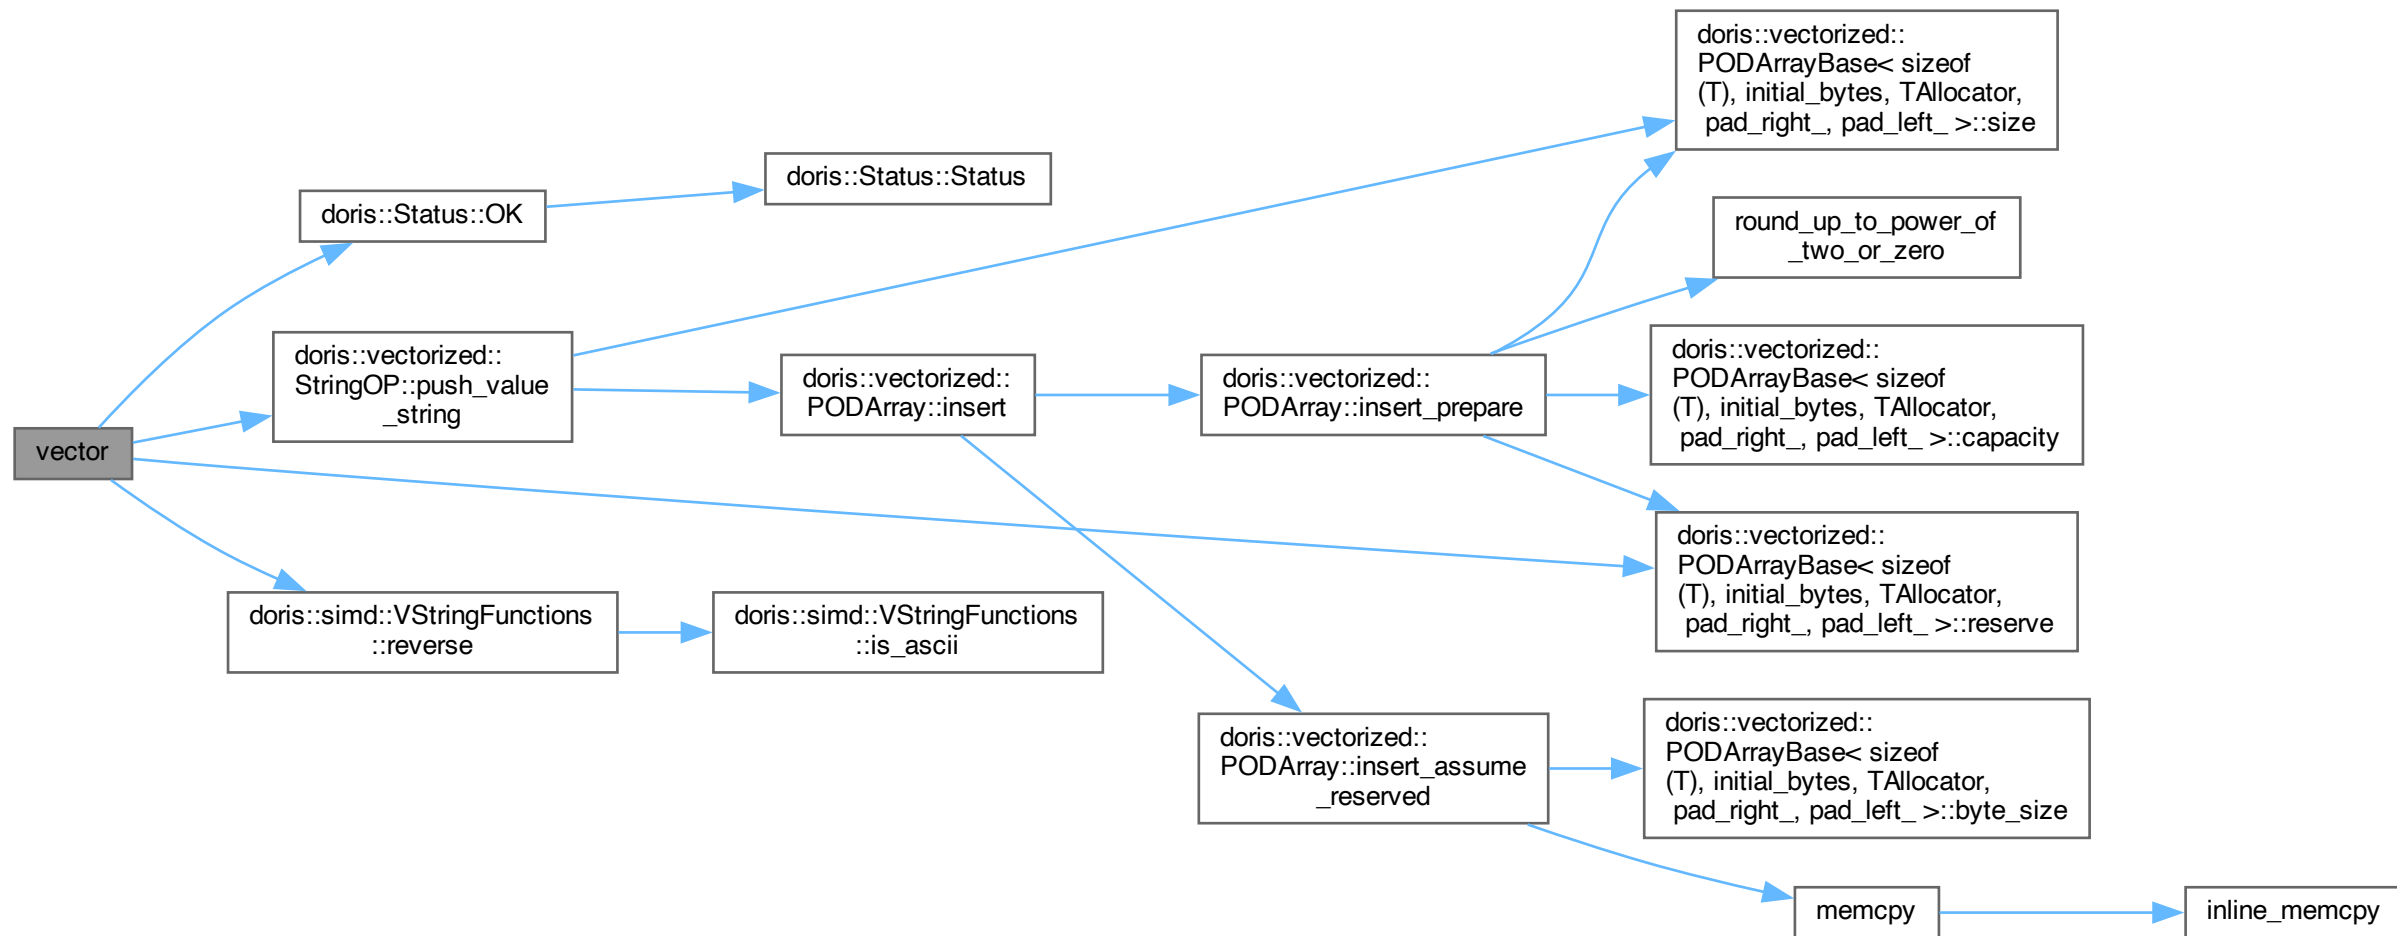 vector
doris::Status::OK
doris::Status::Status
doris::vectorized::
StringOP::push_value
_string
doris::vectorized::
PODArray::insert
doris::vectorized::
PODArray::insert_prepare
doris::vectorized::
PODArrayBase< sizeof
(T), initial_bytes, TAllocator,
pad_right_, pad_left_ >::size
round_up_to_power_of
_two_or_zero
doris::vectorized::
PODArrayBase< sizeof
(T), initial_bytes, TAllocator,
pad_right_, pad_left_ >::capacity
doris::vectorized::
PODArrayBase< sizeof
(T), initial_bytes, TAllocator,
pad_right_, pad_left_ >::reserve
doris::simd::VStringFunctions
::reverse
doris::simd::VStringFunctions
::is_ascii
doris::vectorized::
PODArray::insert_assume
_reserved
doris::vectorized::
PODArrayBase< sizeof
(T), initial_bytes, TAllocator,
pad_right_, pad_left_ >::byte_size
memcpy
inline_memcpy